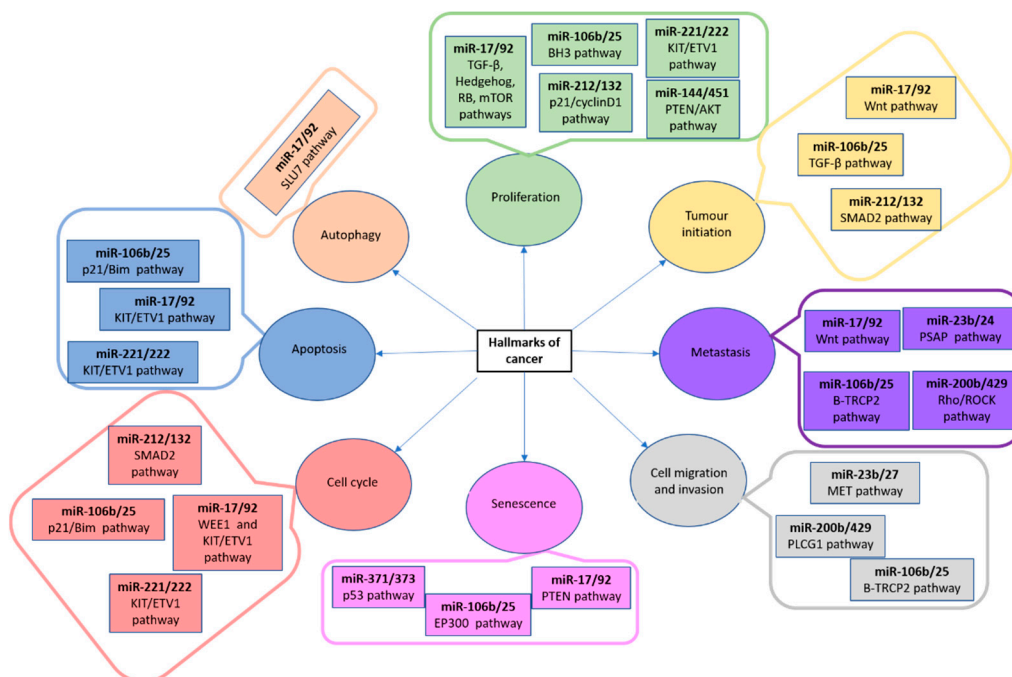 miR-17/92
TGF-β,
Hedgehog,
RB, mTOR
pathways
miR-106b/25
BH3 pathway
miR-221/222
KIT/ETV1
pathway
miR-212/132
p21/cyclinD1
pathway
miR-144/451
PTEN/AKT
pathway
Proliferation
miR-17/92
Wnt pathway
miR-106b/25
TGF-β pathway
miR-212/132
SMAD2 pathway
Tumour
initiation
miR-17/92
SLU7 pathway
Autophagy
miR-106b/25
p21/Bim pathway
miR-17/92
KIT/ETV1 pathway
miR-221/222
KIT/ETV1 pathway
Apoptosis
Hallmarks of
cancer
Metastasis
miR-17/92
Wnt pathway
miR-23b/24
PSAP pathway
miR-106b/25
B-TRCP2
pathway
miR-200b/429
Rho/ROCK
pathway
miR-212/132
SMAD2
pathway
miR-106b/25
p21/Bim pathway
miR-17/92
WEE1 and
KIT/ETV1
pathway
miR-221/222
KIT/ETV1
pathway
Cell cycle
Senescence
miR-371/373
p53 pathway
miR-106b/25
EP300 pathway
miR-17/92
PTEN pathway
Cell migration
and invasion
miR-23b/27
MET pathway
miR-200b/429
PLCG1 pathway
miR-106b/25
B-TRCP2 pathway